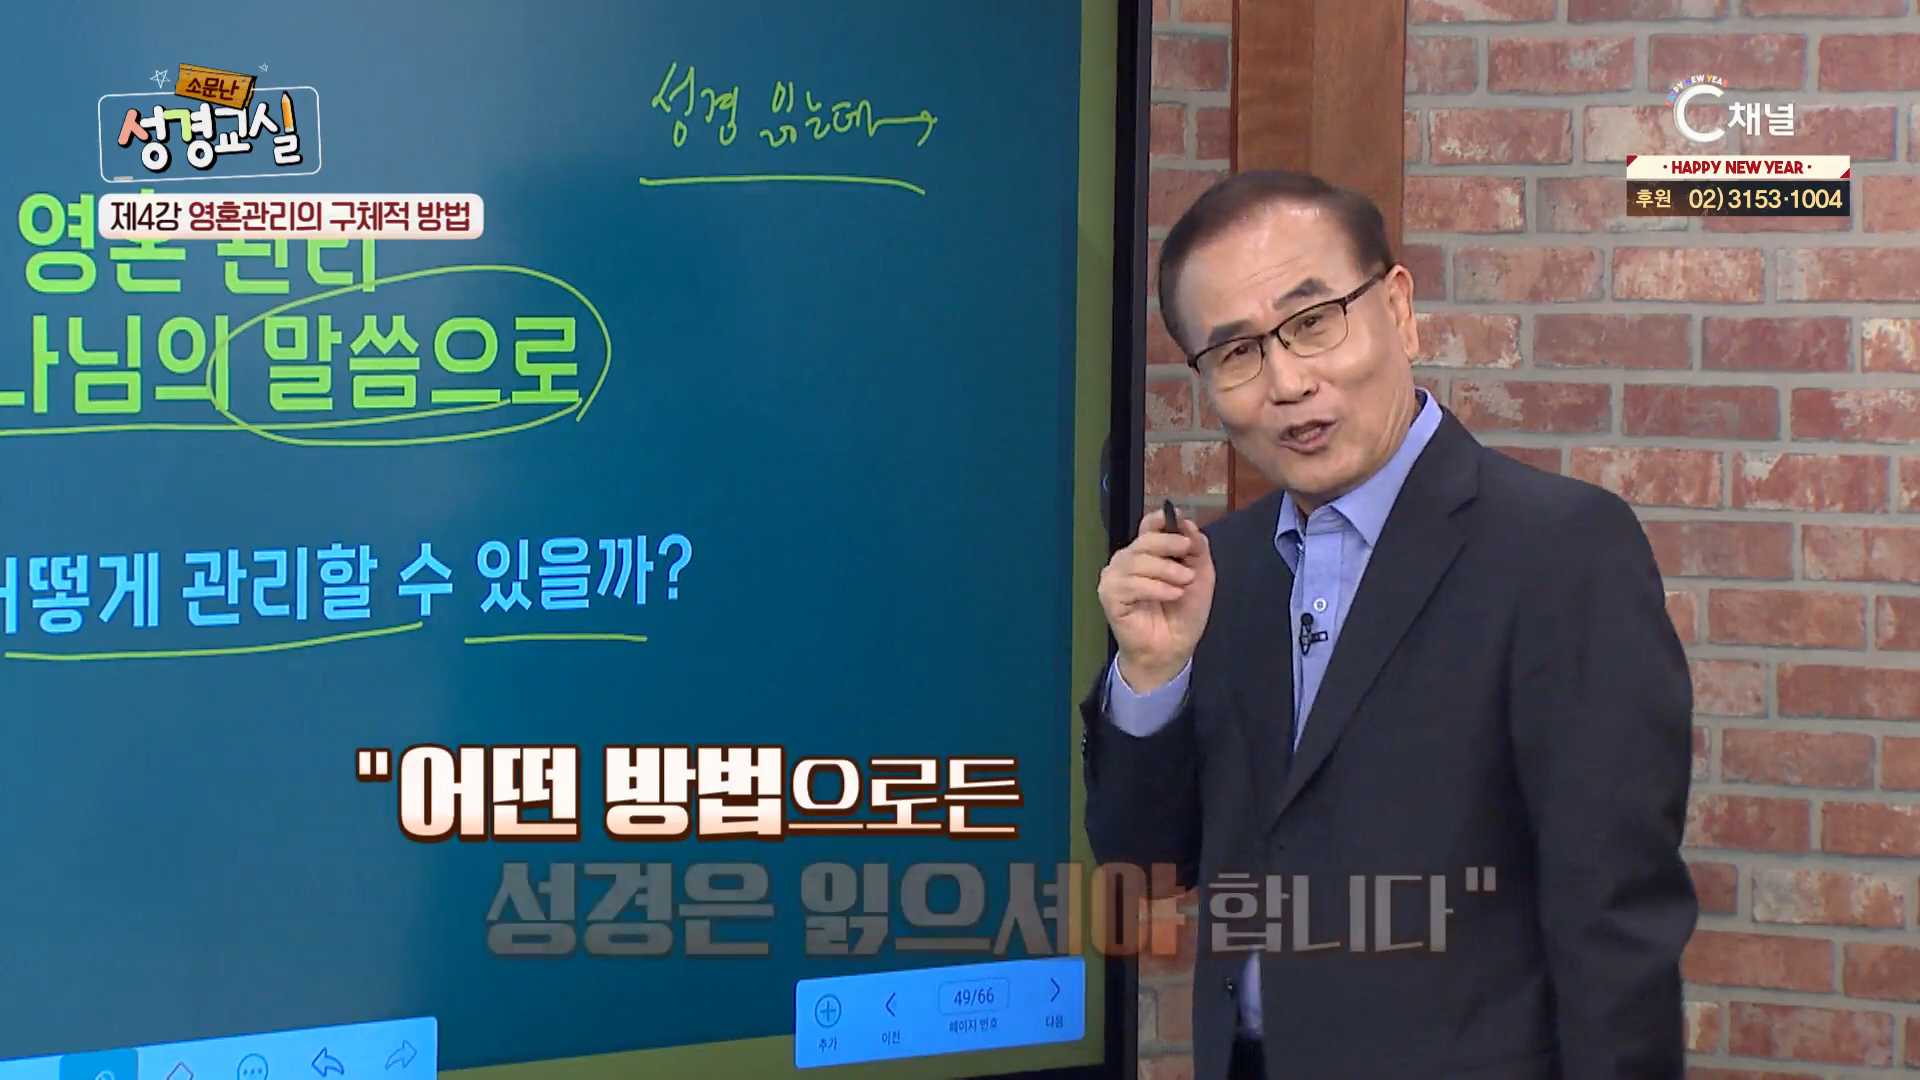 소문난
성경교실
제4강 영혼관리의 구체적 방법
HAPPY NEW YEAR
C채널
· HAPPY NEW YEAR ·
후원 02) 3153·1004
성경 읽는데
영혼 관리
나님의 말씀으로
어떻게 관리할 수 있을까?
"어떤 방법으로든
성경은 읽으셔야 합니다"
추가
이전
49/66
페이지 번호
다음